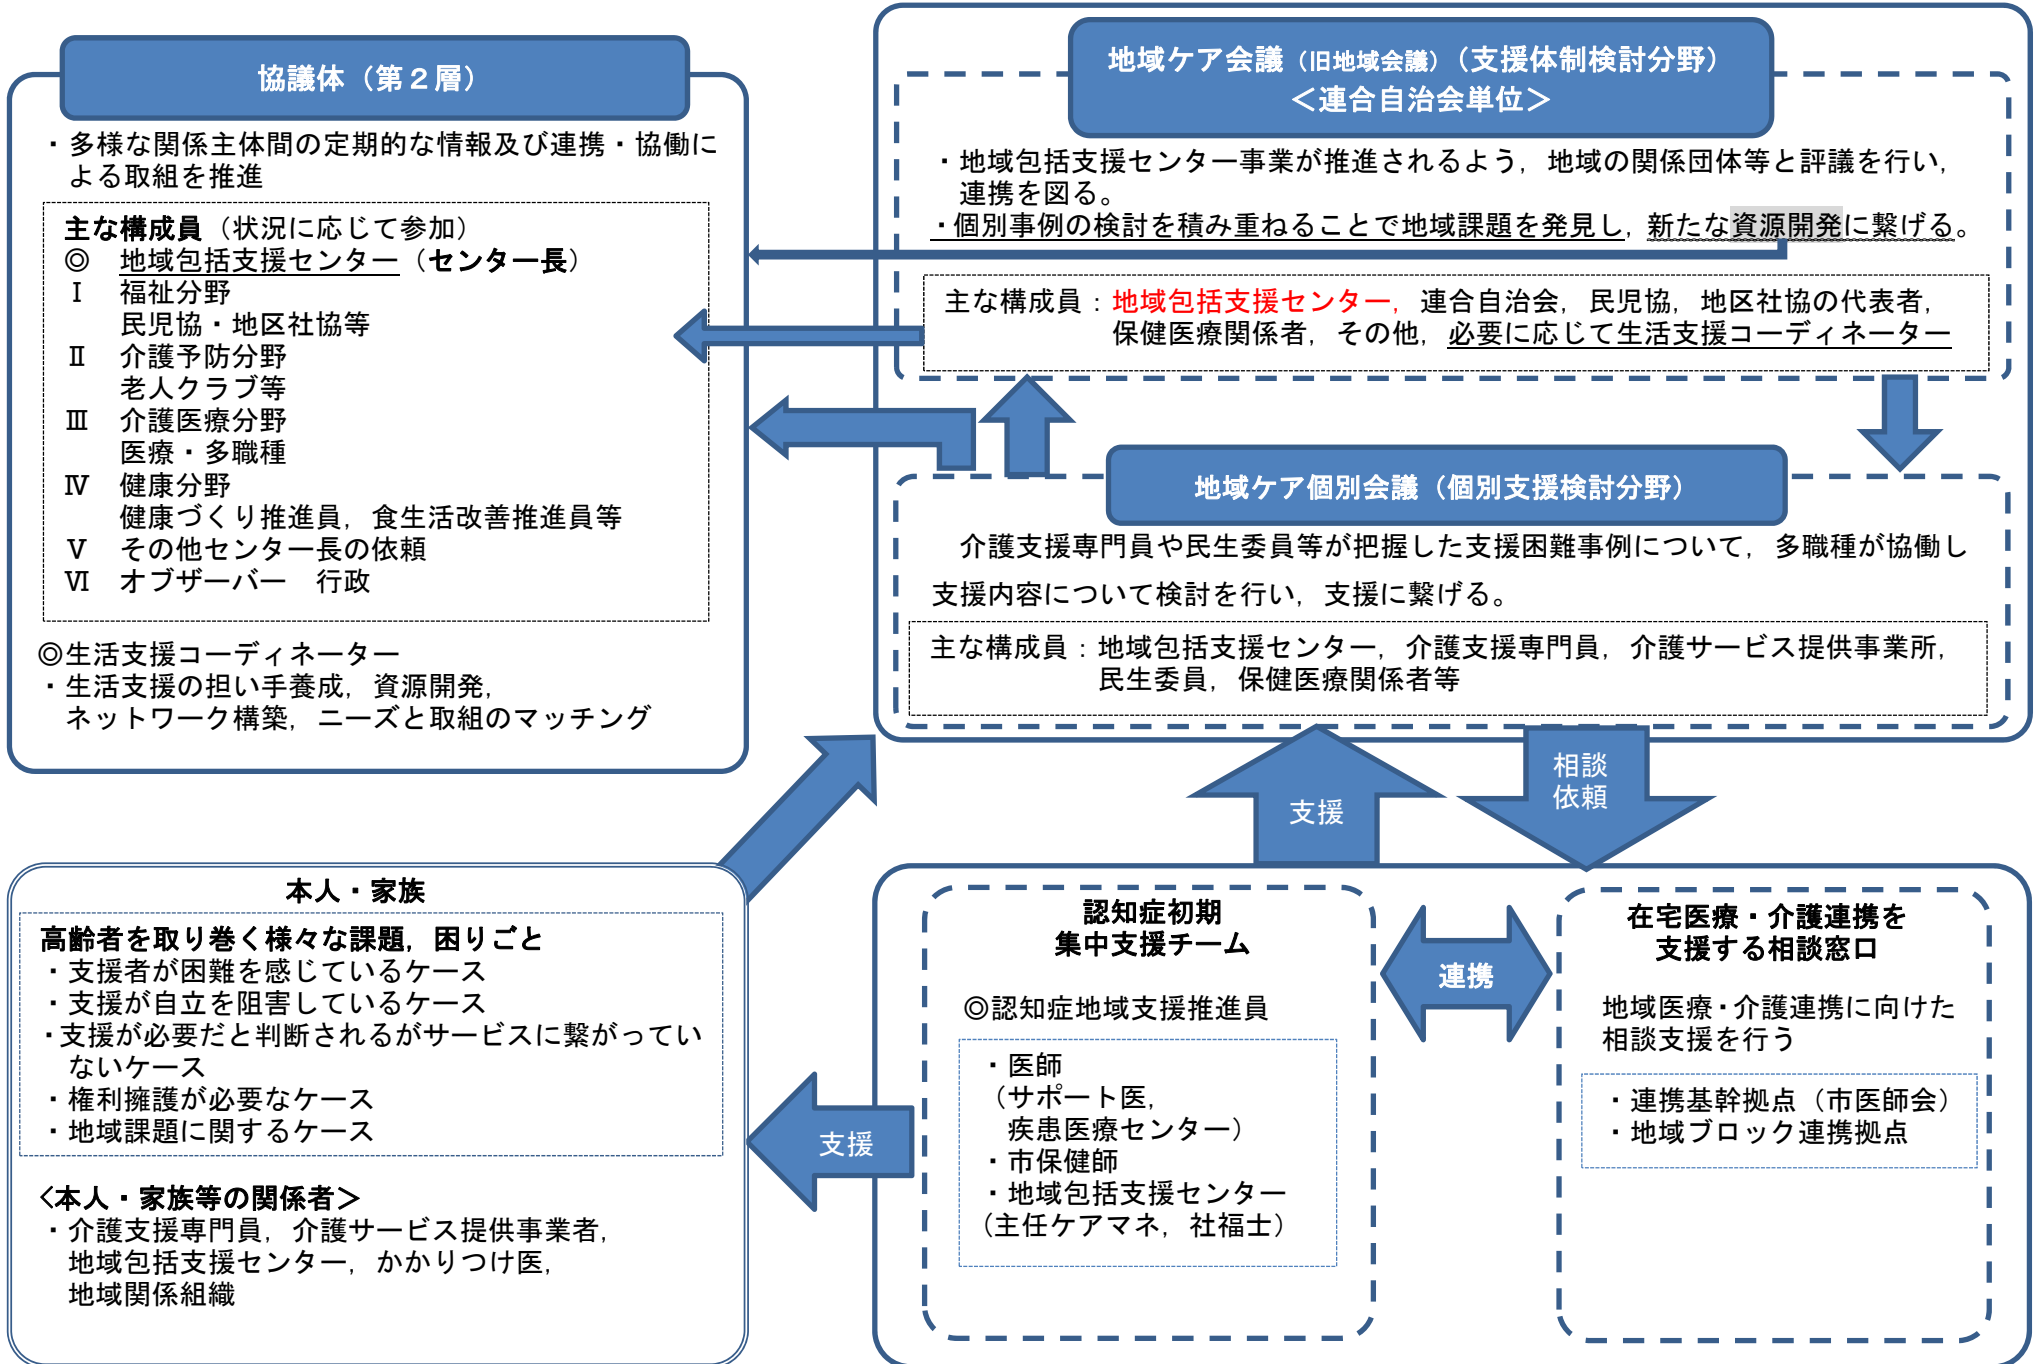 協議体（第２層）
・多様な関係主体間の定期的な情報及び連携・協働に
よる取組を推進
主な構成員（状況に応じて参加）
◎　地域包括支援センター（センター長）
Ⅰ　福祉分野
民児協・地区社協等
Ⅱ　介護予防分野
老人クラブ等
Ⅲ　介護医療分野
医療・多職種
Ⅳ　健康分野
健康づくり推進員，食生活改善推進員等
Ⅴ　その他センター長の依頼
Ⅵ　オブザーバー　行政
◎生活支援コーディネーター
・生活支援の担い手養成，資源開発，
ネットワーク構築，ニーズと取組のマッチング
地域ケア会議（旧地域会議）（支援体制検討分野）
＜連合自治会単位＞
・地域包括支援センター事業が推進されるよう，地域の関係団体等と評議を行い，
連携を図る。
・個別事例の検討を積み重ねることで地域課題を発見し，新たな資源開発に繋げる。
主な構成員：地域包括支援センター，連合自治会，民児協，地区社協の代表者，
保健医療関係者，その他，必要に応じて生活支援コーディネーター
地域ケア個別会議（個別支援検討分野）
介護支援専門員や民生委員等が把握した支援困難事例について，多職種が協働し
支援内容について検討を行い，支援に繋げる。
主な構成員：地域包括支援センター，介護支援専門員，介護サービス提供事業所，
民生委員，保健医療関係者等
支援
相談
依頼
本人・家族
高齢者を取り巻く様々な課題，困りごと
・支援者が困難を感じているケース
・支援が自立を阻害しているケース
・支援が必要だと判断されるがサービスに繋がってい
ないケース
・権利擁護が必要なケース
・地域課題に関するケース
＜本人・家族等の関係者＞
・介護支援専門員，介護サービス提供事業者，
地域包括支援センター，かかりつけ医，
地域関係組織
支援
認知症初期
集中支援チーム
◎認知症地域支援推進員
・医師
（サポート医，
疾患医療センター）
・市保健師
・地域包括支援センター
（主任ケアマネ，社福士）
連携
在宅医療・介護連携を
支援する相談窓口
地域医療・介護連携に向けた
相談支援を行う
・連携基幹拠点（市医師会）
・地域ブロック連携拠点